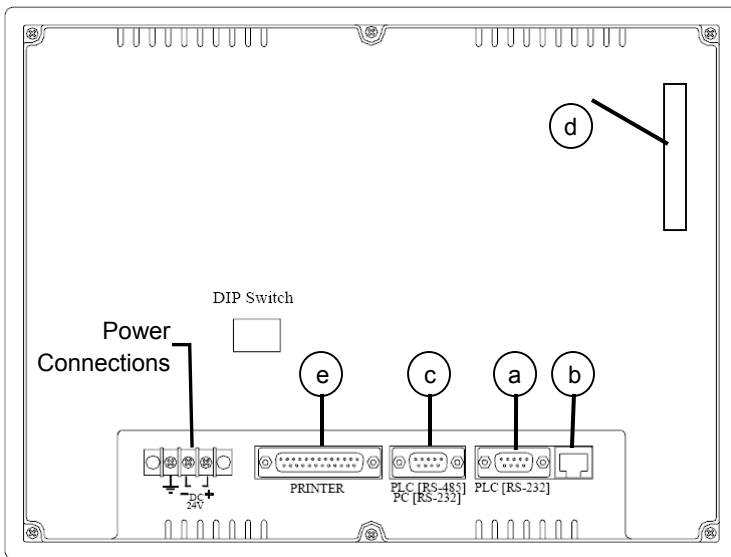 d
DIP Switch
Power
Connections
e
c
a
b
PRINTER
PLC [RS-485]
PC [RS-232]
PLC [RS-232]
- +
DC
24V